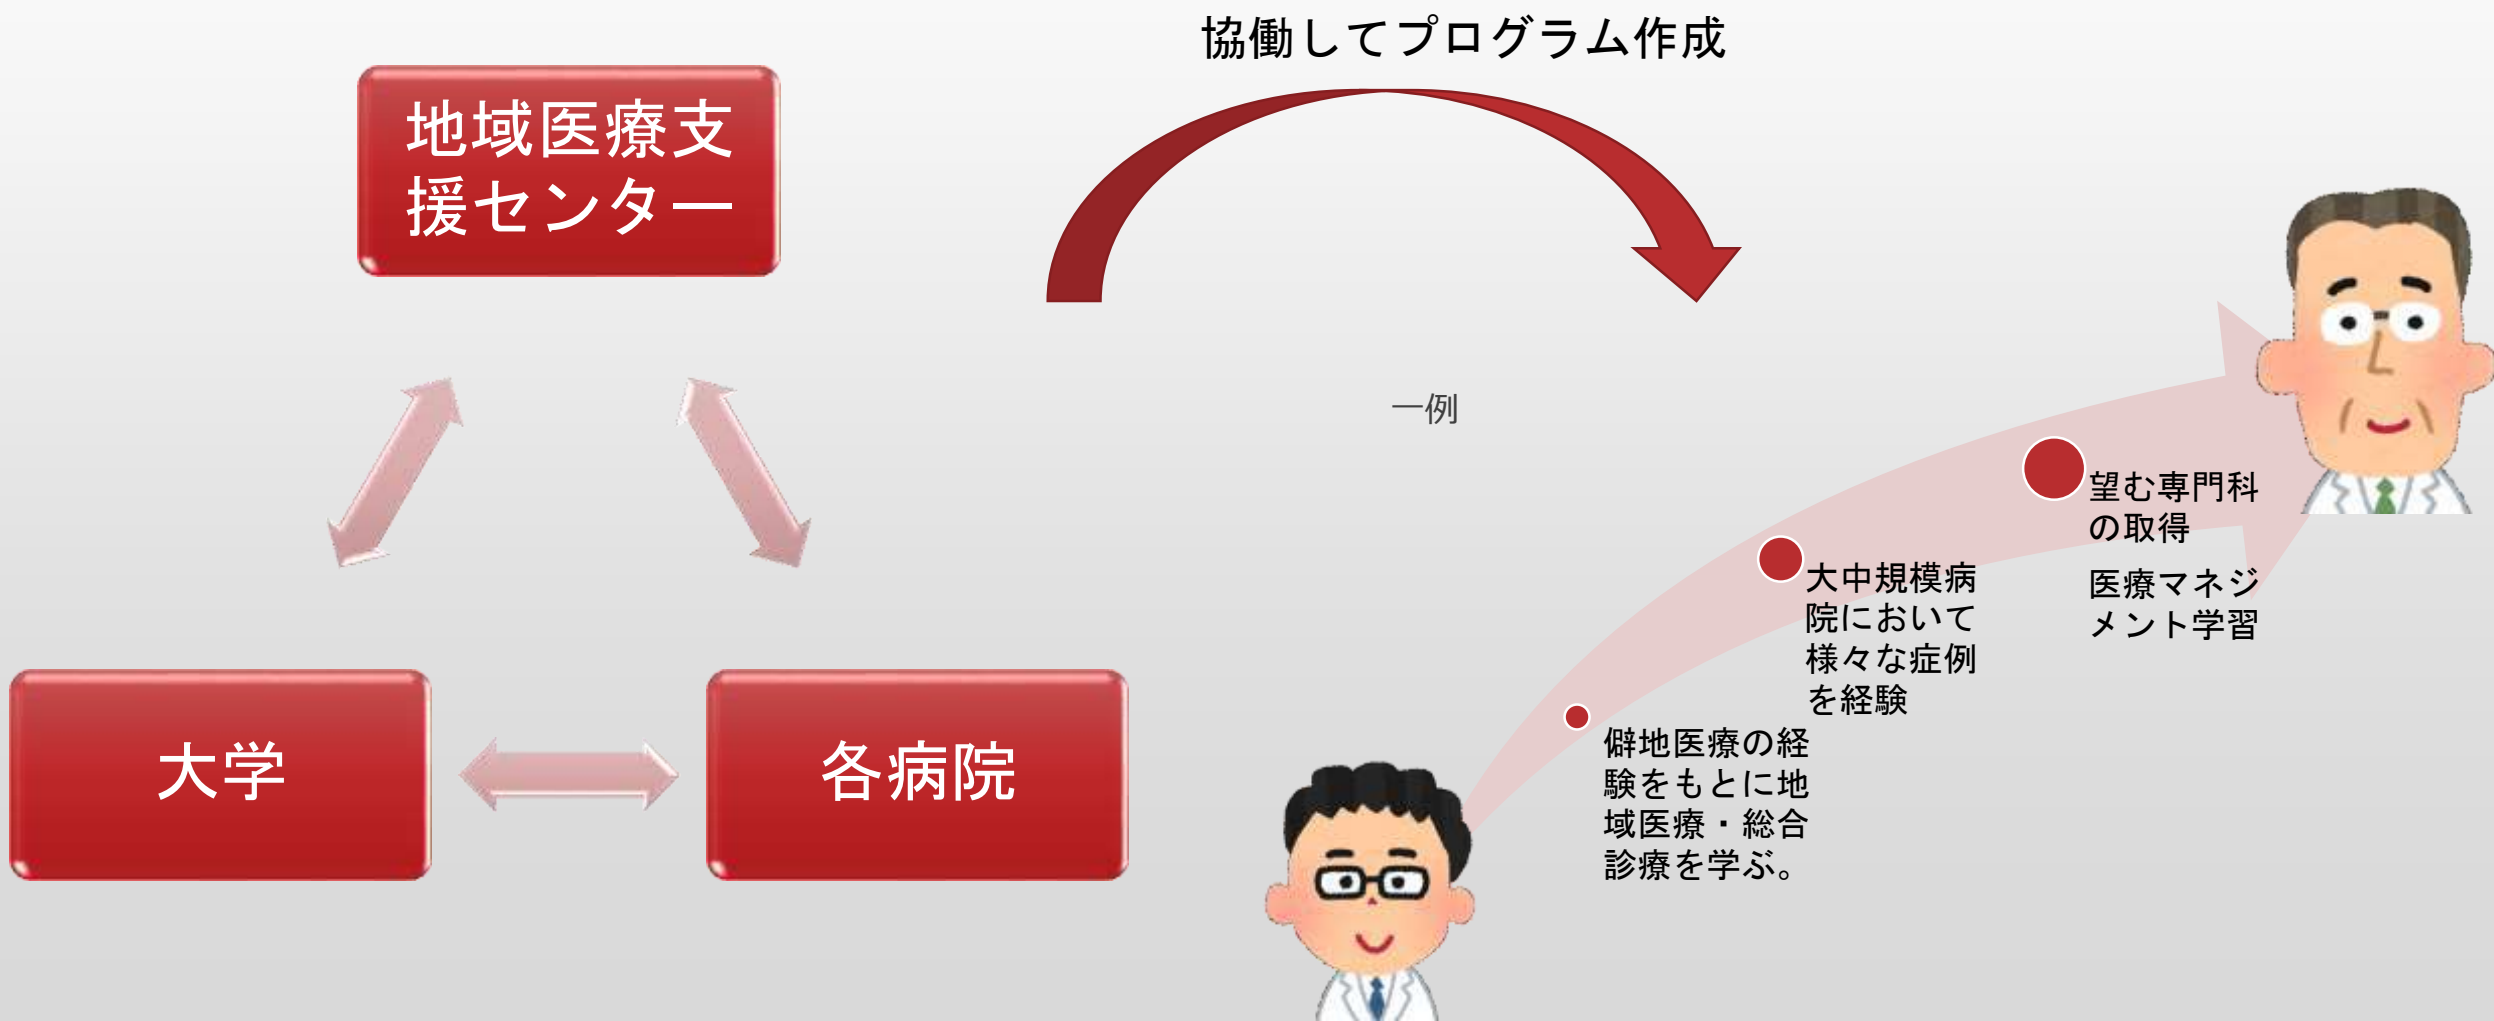 協働してプログラム作成
地域医療支
援センター
大学
各病院
一例
僻地医療の経
験をもとに地
域医療・総合
診療を学ぶ。
大中規模病
院において
様々な症例
を経験
望む専門科
の取得
医療マネジ
メント学習